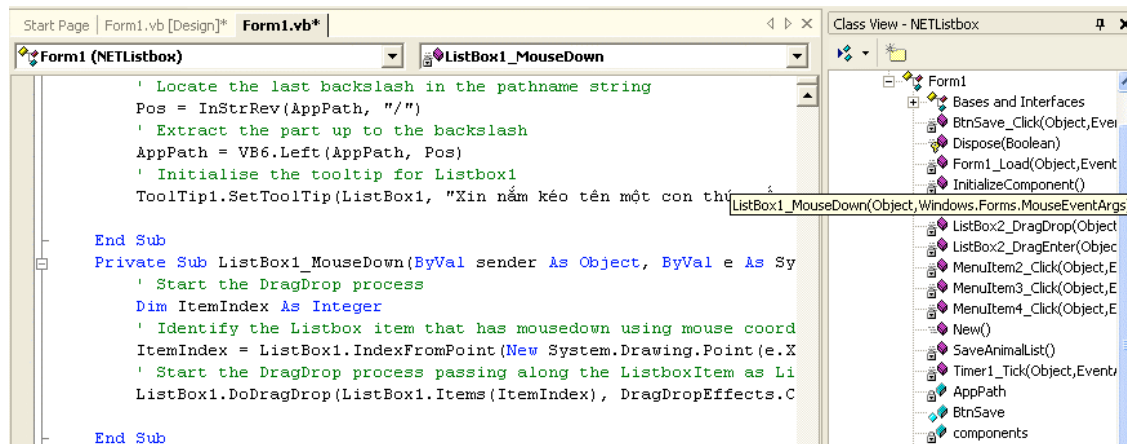 Start Page Form1.vb [Design]* Form1.vb*
Form1 (NETListbox) ListBox1_MouseDown
' Locate the last backslash in the pathname string
Pos = InStrRev(AppPath, "/")
' Extract the part up to the backslash
AppPath = VB6.Left(AppPath, Pos)
' Initialise the tooltip for Listbox1
ToolTip1.SetToolTip(ListBox1, "Xin nắm kéo tên một con
End Sub
Private Sub ListBox1_MouseDown(ByVal sender As Object, ByVal e As Sy
' Start the DragDrop process
Dim ItemIndex As Integer
' Identify the Listbox item that has mousedown using mouse coord
ItemIndex = ListBox1.IndexFromPoint(New System.Drawing.Point(e.X
' Start the DragDrop process passing along the ListboxItem as Li
ListBox1.DoDragDrop(ListBox1.Items(ItemIndex), DragDropEffects.C
End Sub
Class View - NETListbox
Form1
Bases and Interfaces
BtnSave_Click(Object,Even
Dispose(Boolean)
Form1_Load(Object,Event
InitializeComponent()
ListBox1_MouseDown(Object,Windows.Forms.MouseEventArgs
ListBox2_DragDrop(Object
ListBox2_DragEnter(Objec
MenuItem2_Click(Object,E
MenuItem3_Click(Object,E
MenuItem4_Click(Object,E
New()
SaveAnimalList()
Timer1_Tick(Object,Event
AppPath
BtnSave
components